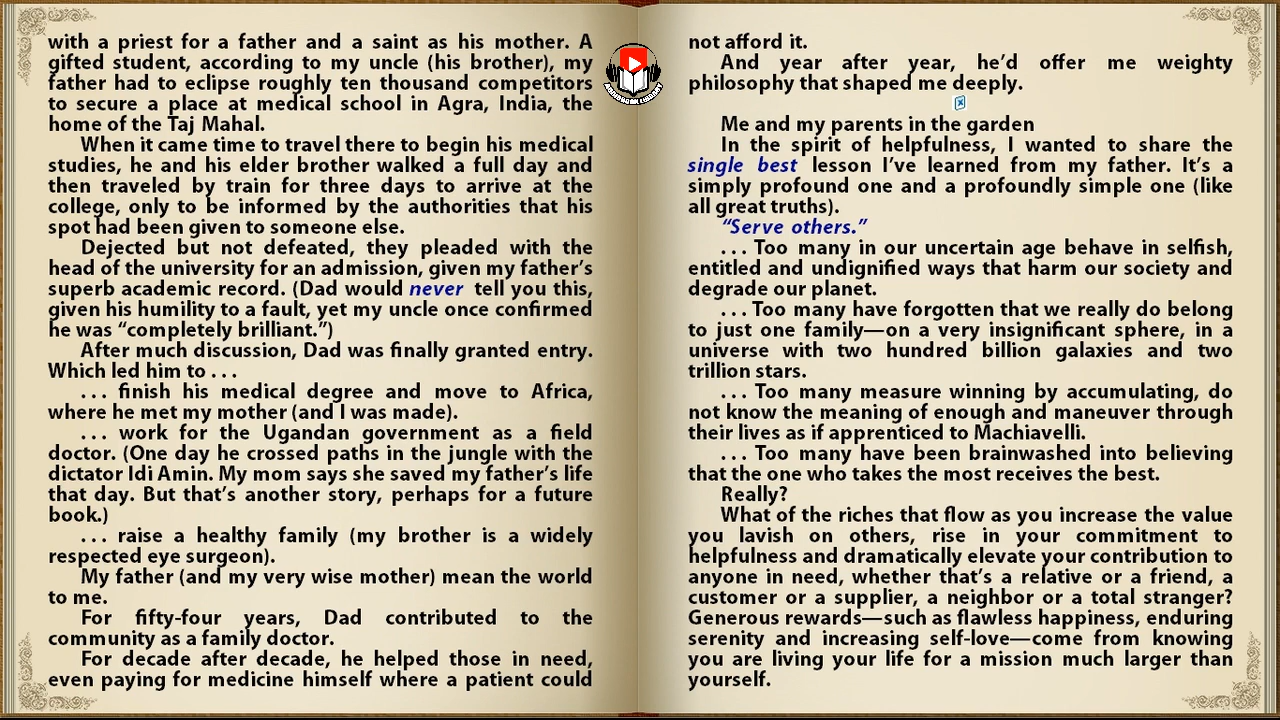 with a priest for a father and a saint as his mother. A
gifted student, according to my uncle (his brother), my
father had to eclipse roughly ten thousand competitors
to secure a place at medical school in Agra, India, the
home of the Taj Mahal.
When it came time to travel there to begin his medical
studies, he and his elder brother walked a full day and
then traveled by train for three days to arrive at the
college, only to be informed by the authorities that his
spot had been given to someone else.
Dejected but not defeated, they pleaded with the
head of the university for an admission, given my father’s
superb academic record. (Dad would never tell you this,
given his humility to a fault, yet my uncle once confirmed
he was “completely brilliant.”)
After much discussion, Dad was finally granted entry.
Which led him to . . .
. . . finish his medical degree and move to Africa,
where he met my mother (and I was made).
. . . work for the Ugandan government as a field
doctor. (One day he crossed paths in the jungle with the
dictator Idi Amin. My mom says she saved my father’s life
that day. But that’s another story, perhaps for a future
book.)
. . . raise a healthy family (my brother is a widely
respected eye surgeon).
My father (and my very wise mother) mean the world
to me.
For fifty-four years, Dad contributed to the
community as a family doctor.
For decade after decade, he helped those in need,
even paying for medicine himself where a patient could
not afford it.
And year after year, he’d offer me weighty
philosophy that shaped me deeply.
Me and my parents in the garden
In the spirit of helpfulness, I wanted to share the
single best lesson I’ve learned from my father. It’s a
simply profound one and a profoundly simple one (like
all great truths).
“Serve others.”
. . . Too many in our uncertain age behave in selfish,
entitled and undignified ways that harm our society and
degrade our planet.
. . . Too many have forgotten that we really do belong
to just one family—on a very insignificant sphere, in a
universe with two hundred billion galaxies and two
trillion stars.
. . . Too many measure winning by accumulating, do
not know the meaning of enough and maneuver through
their lives as if apprenticed to Machiavelli.
. . . Too many have been brainwashed into believing
that the one who takes the most receives the best.
Really?
What of the riches that flow as you increase the value
you lavish on others, rise in your commitment to
helpfulness and dramatically elevate your contribution to
anyone in need, whether that’s a relative or a friend, a
customer or a supplier, a neighbor or a total stranger?
Generous rewards—such as flawless happiness, enduring
serenity and increasing self-love—come from knowing
you are living your life for a mission much larger than
yourself.